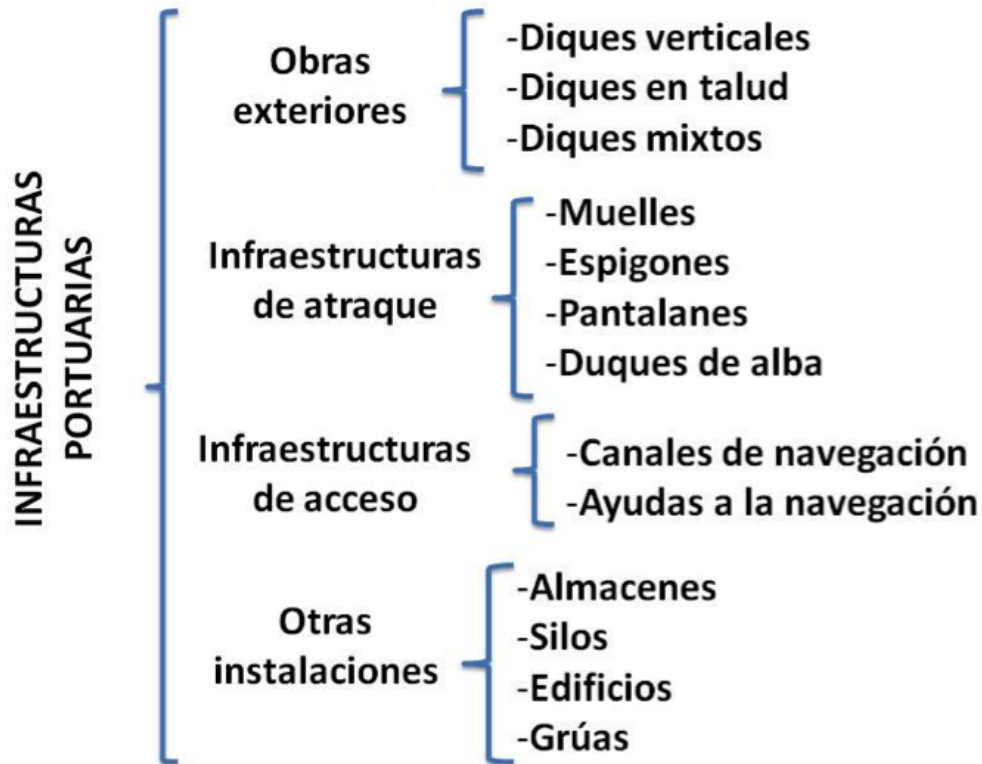 INFRAESTRUCTURAS
PORTUARIAS
Obras
exteriores
-Diques verticales
-Diques en talud
-Diques mixtos
Infraestructuras
de atraque
-Muelles
-Espigones
-Pantalanes
-Duques de alba
Infraestructuras
de acceso
-Canales de navegación
-Ayudas a la navegación
Otras
instalaciones
-Almacenes
-Silos
-Edificios
-Grúas